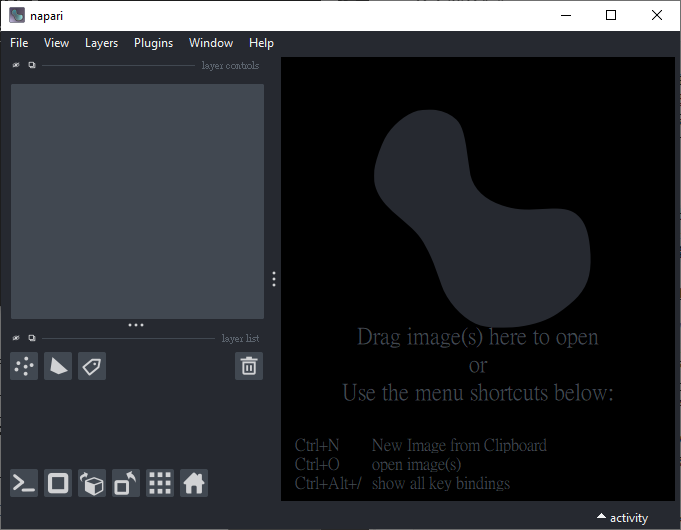 napari
File View Layers Plugins Window Help
layer controls
layer list
Drag image(s) here to open
or
Use the menu shortcuts below:
Ctrl+N New Image from Clipboard
Ctrl+O open image(s)
Ctrl+Alt+/ show all key bindings
activity